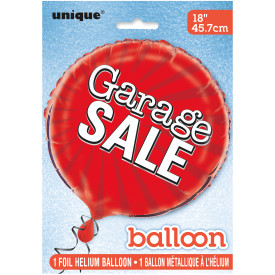 unique®
18"
45.7cm
Garage
SALE
balloon
1 FOIL HELIUM BALLOON • 1 BALLON MÉTALLIQUE À L'HÉLIUM